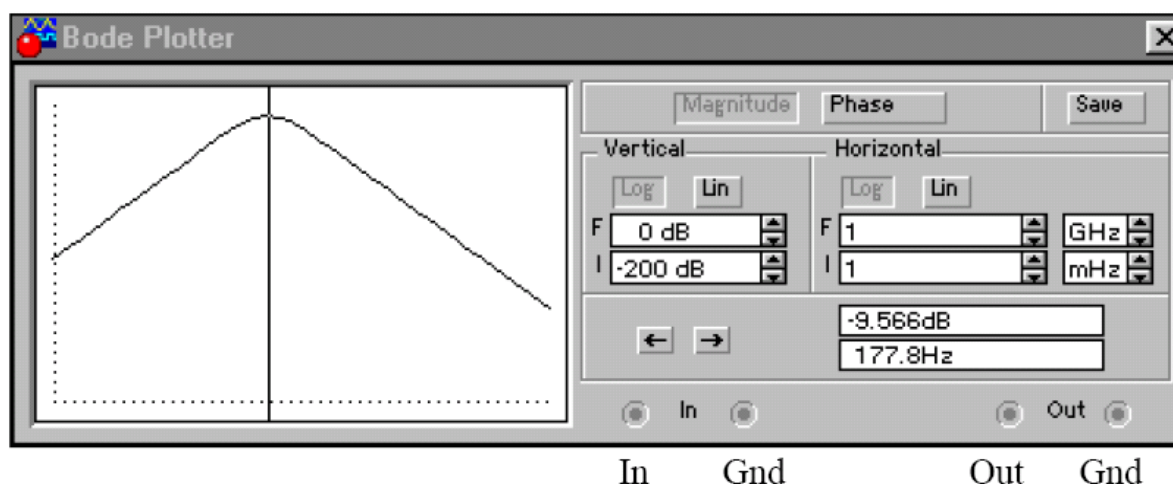 Bode Plotter
Magnitude Phase Save
Vertical Horizontal
Log Lin Log Lin
F 0 dB F 1 GHz
I -200 dB I 1 mHz
← →
-9.566dB
177.8Hz
In Out
In Gnd Out Gnd